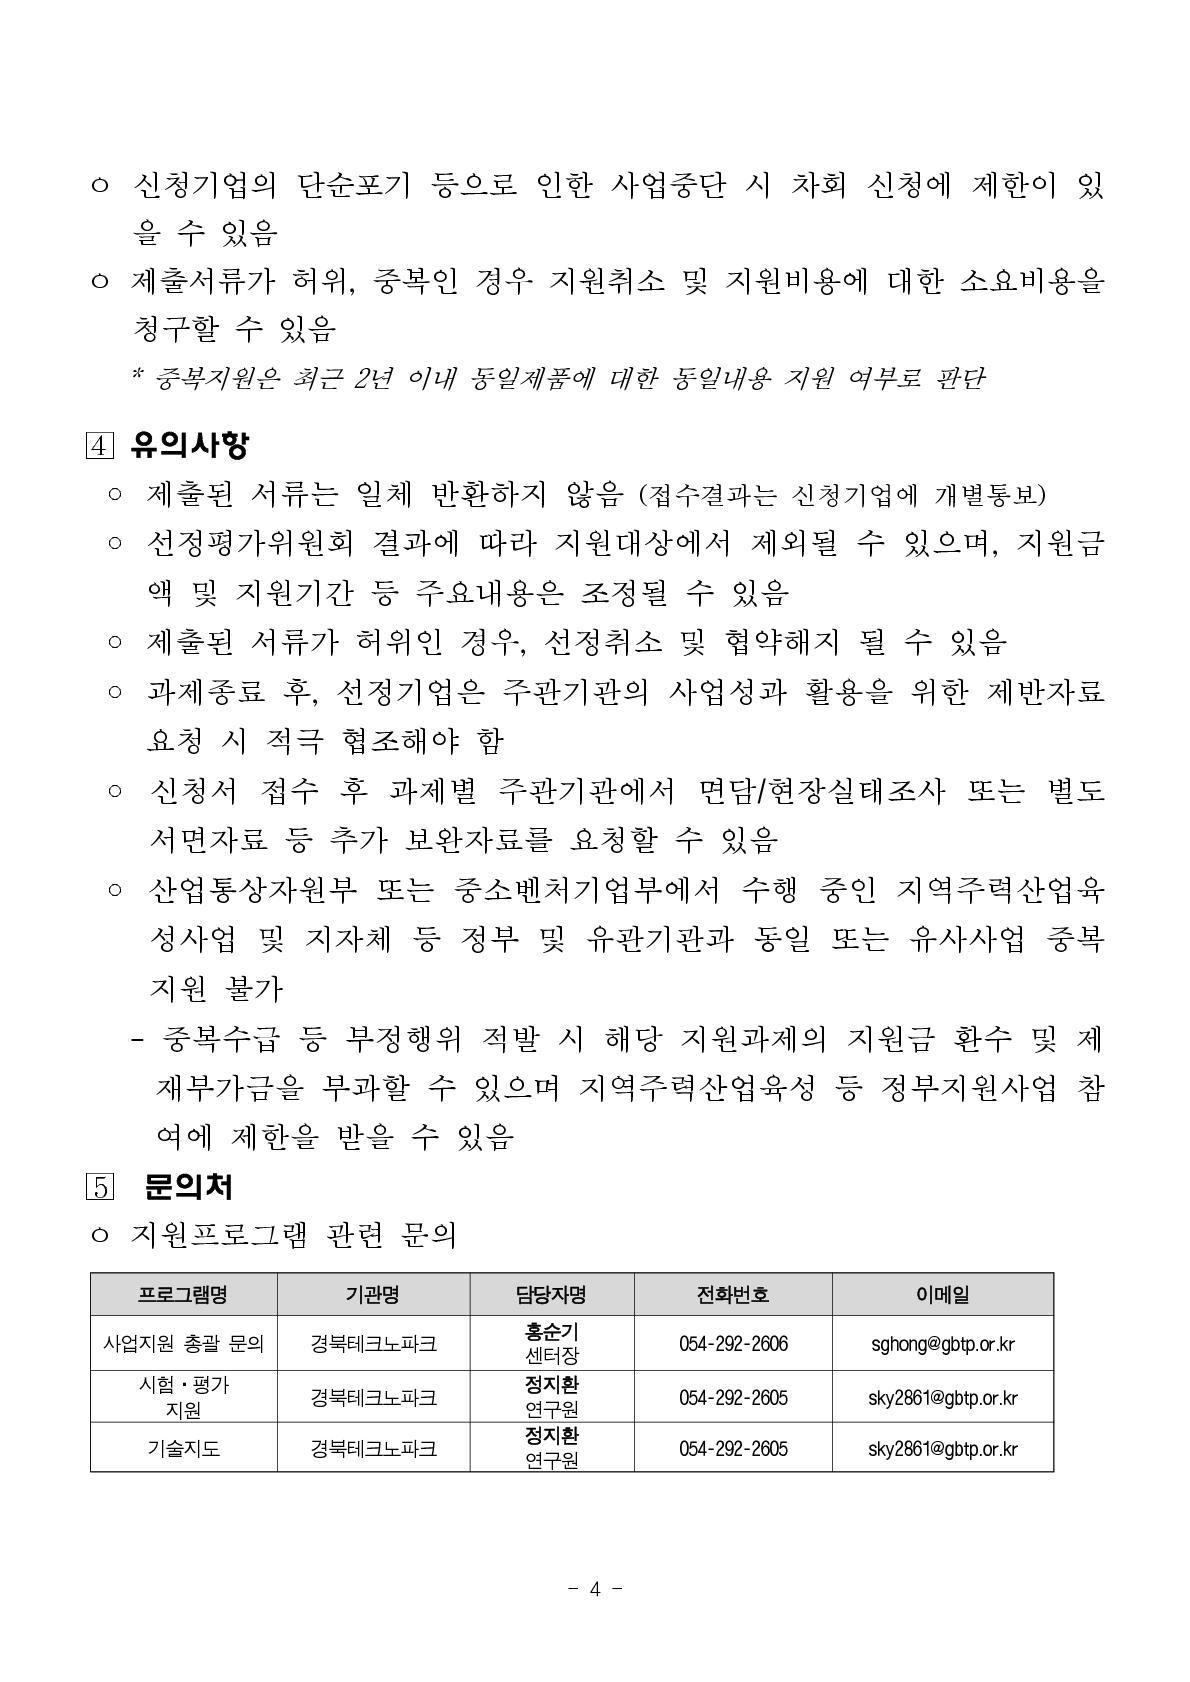 ㅇ 신청기업의 단순포기 등으로 인한 사업중단 시 차회 신청에 제한이 있
을 수 있음
ㅇ 제출서류가 허위, 중복인 경우 지원취소 및 지원비용에 대한 소요비용을
청구할 수 있음
* 중복지원은 최근 2년 이내 동일제품에 대한 동일내용 지원 여부로 판단
4 유의사항
○ 제출된 서류는 일체 반환하지 않음 (접수결과는 신청기업에 개별통보)
○ 선정평가위원회 결과에 따라 지원대상에서 제외될 수 있으며, 지원금
액 및 지원기간 등 주요내용은 조정될 수 있음
○ 제출된 서류가 허위인 경우, 선정취소 및 협약해지 될 수 있음
○ 과제종료 후, 선정기업은 주관기관의 사업성과 활용을 위한 제반자료
요청 시 적극 협조해야 함
○ 신청서 접수 후 과제별 주관기관에서 면담/현장실태조사 또는 별도
서면자료 등 추가 보완자료를 요청할 수 있음
○ 산업통상자원부 또는 중소벤처기업부에서 수행 중인 지역주력산업육
성사업 및 지자체 등 정부 및 유관기관과 동일 또는 유사사업 중복
지원 불가
- 중복수급 등 부정행위 적발 시 해당 지원과제의 지원금 환수 및 제
재부가금을 부과할 수 있으며 지역주력산업육성 등 정부지원사업 참
여에 제한을 받을 수 있음
5 문의처
ㅇ 지원프로그램 관련 문의
프로그램명 기관명 담당자명 전화번호 이메일
사업지원 총괄 문의 경북테크노파크 홍순기 센터장 054-292-2606 sghong@gbtp.or.kr
시험·평가 지원 경북테크노파크 정지환 연구원 054-292-2605 sky2861@gbtp.or.kr
기술지도 경북테크노파크 정지환 연구원 054-292-2605 sky2861@gbtp.or.kr
- 4 -